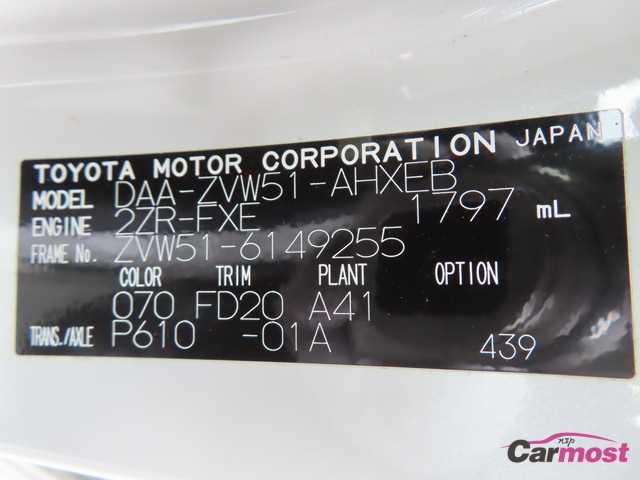 TOYOTA MOTOR CORPORATION JAPAN
MODEL DAA-ZVW51-AHXEB
ENGINE 2ZR-FXE 1797 mL
FRAME No. ZVW51-6149255
COLOR TRIM PLANT OPTION
070 FD20 A41
TRANS./AXLE P610 -01A 439
nsp
Carmost